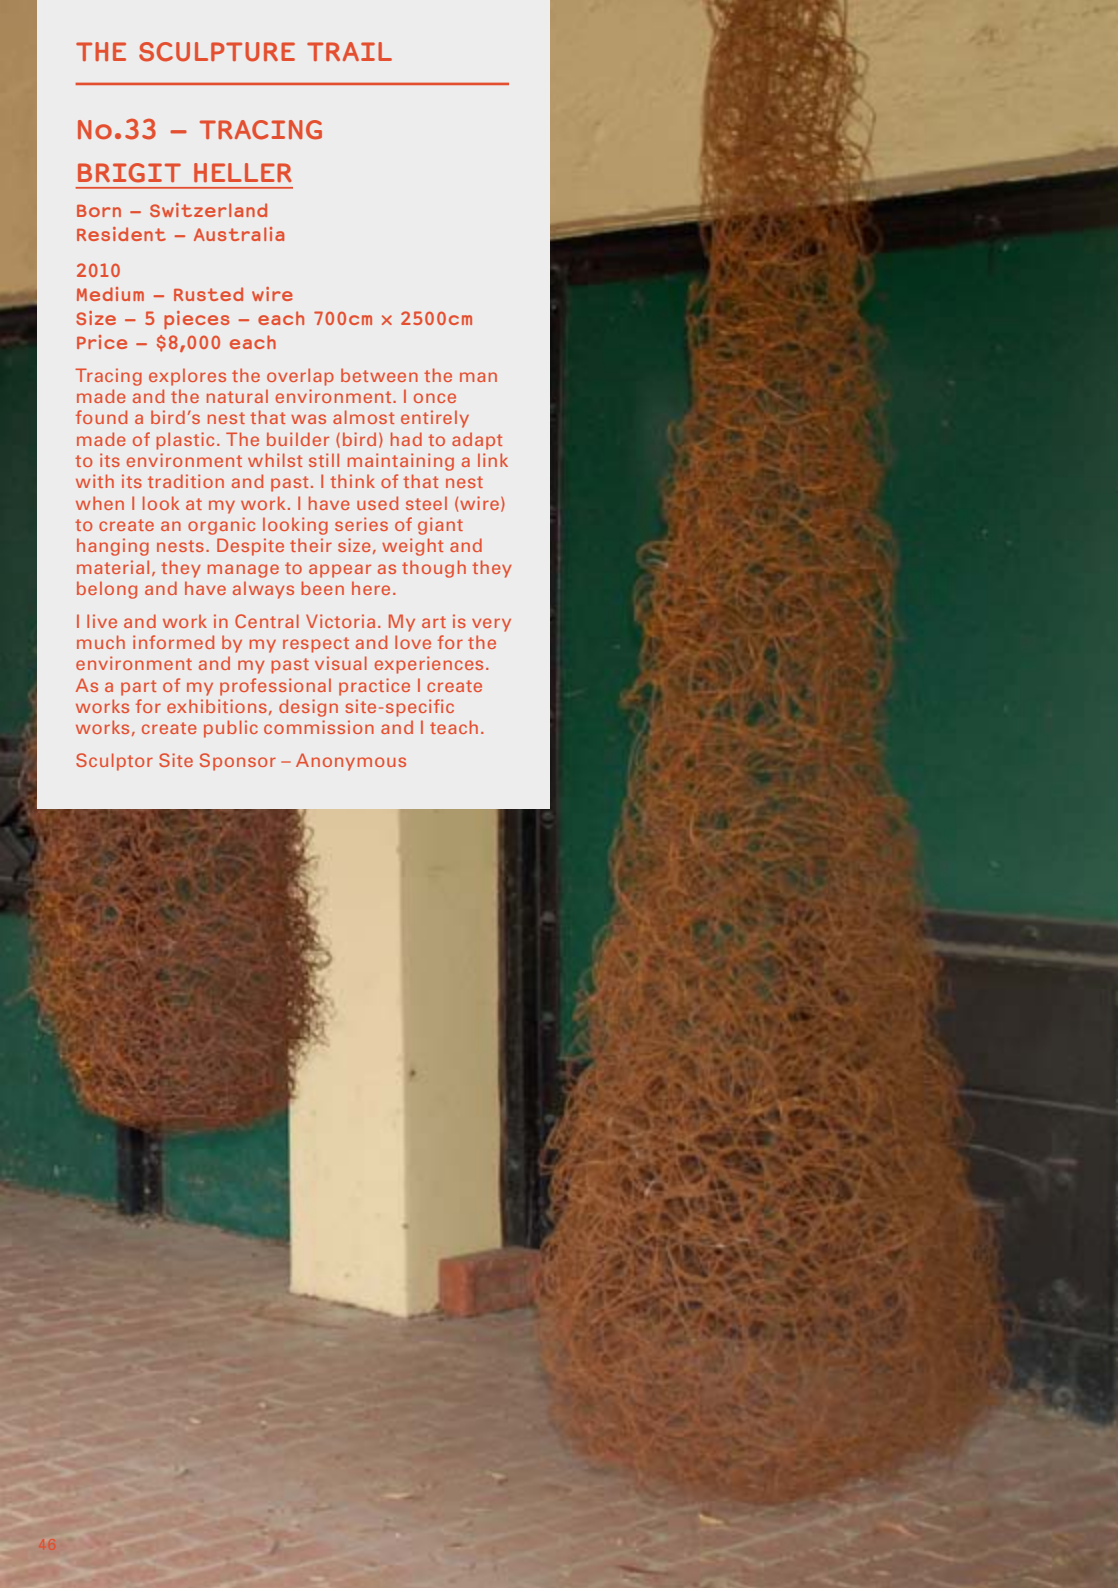 THE SCULPTURE TRAIL
No.33 – TRACING
BRIGIT HELLER
Born – Switzerland
Resident – Australia
2010
Medium – Rusted wire
Size – 5 pieces – each 700cm × 2500cm
Price – $8,000 each
Tracing explores the overlap between the man
made and the natural environment. I once
found a bird's nest that was almost entirely
made of plastic. The builder (bird) had to adapt
to its environment whilst still maintaining a link
with its tradition and past. I think of that nest
when I look at my work. I have used steel (wire)
to create an organic looking series of giant
hanging nests. Despite their size, weight and
material, they manage to appear as though they
belong and have always been here.
I live and work in Central Victoria. My art is very
much informed by my respect and love for the
environment and my past visual experiences.
As a part of my professional practice I create
works for exhibitions, design site-specific
works, create public commission and I teach.
Sculptor Site Sponsor – Anonymous
46